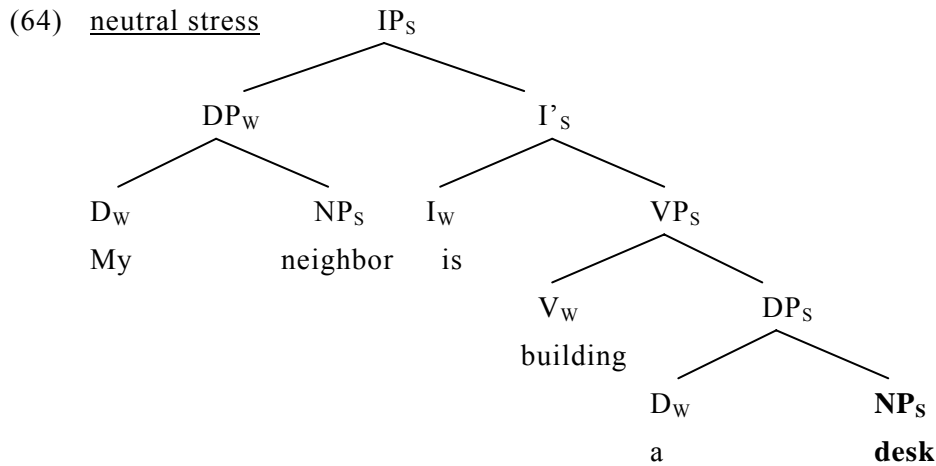 (64) neutral stress IPS
DPW I’S
DW NPS IW VPS
My neighbor is
VW DPS
building
DW NPS
a desk